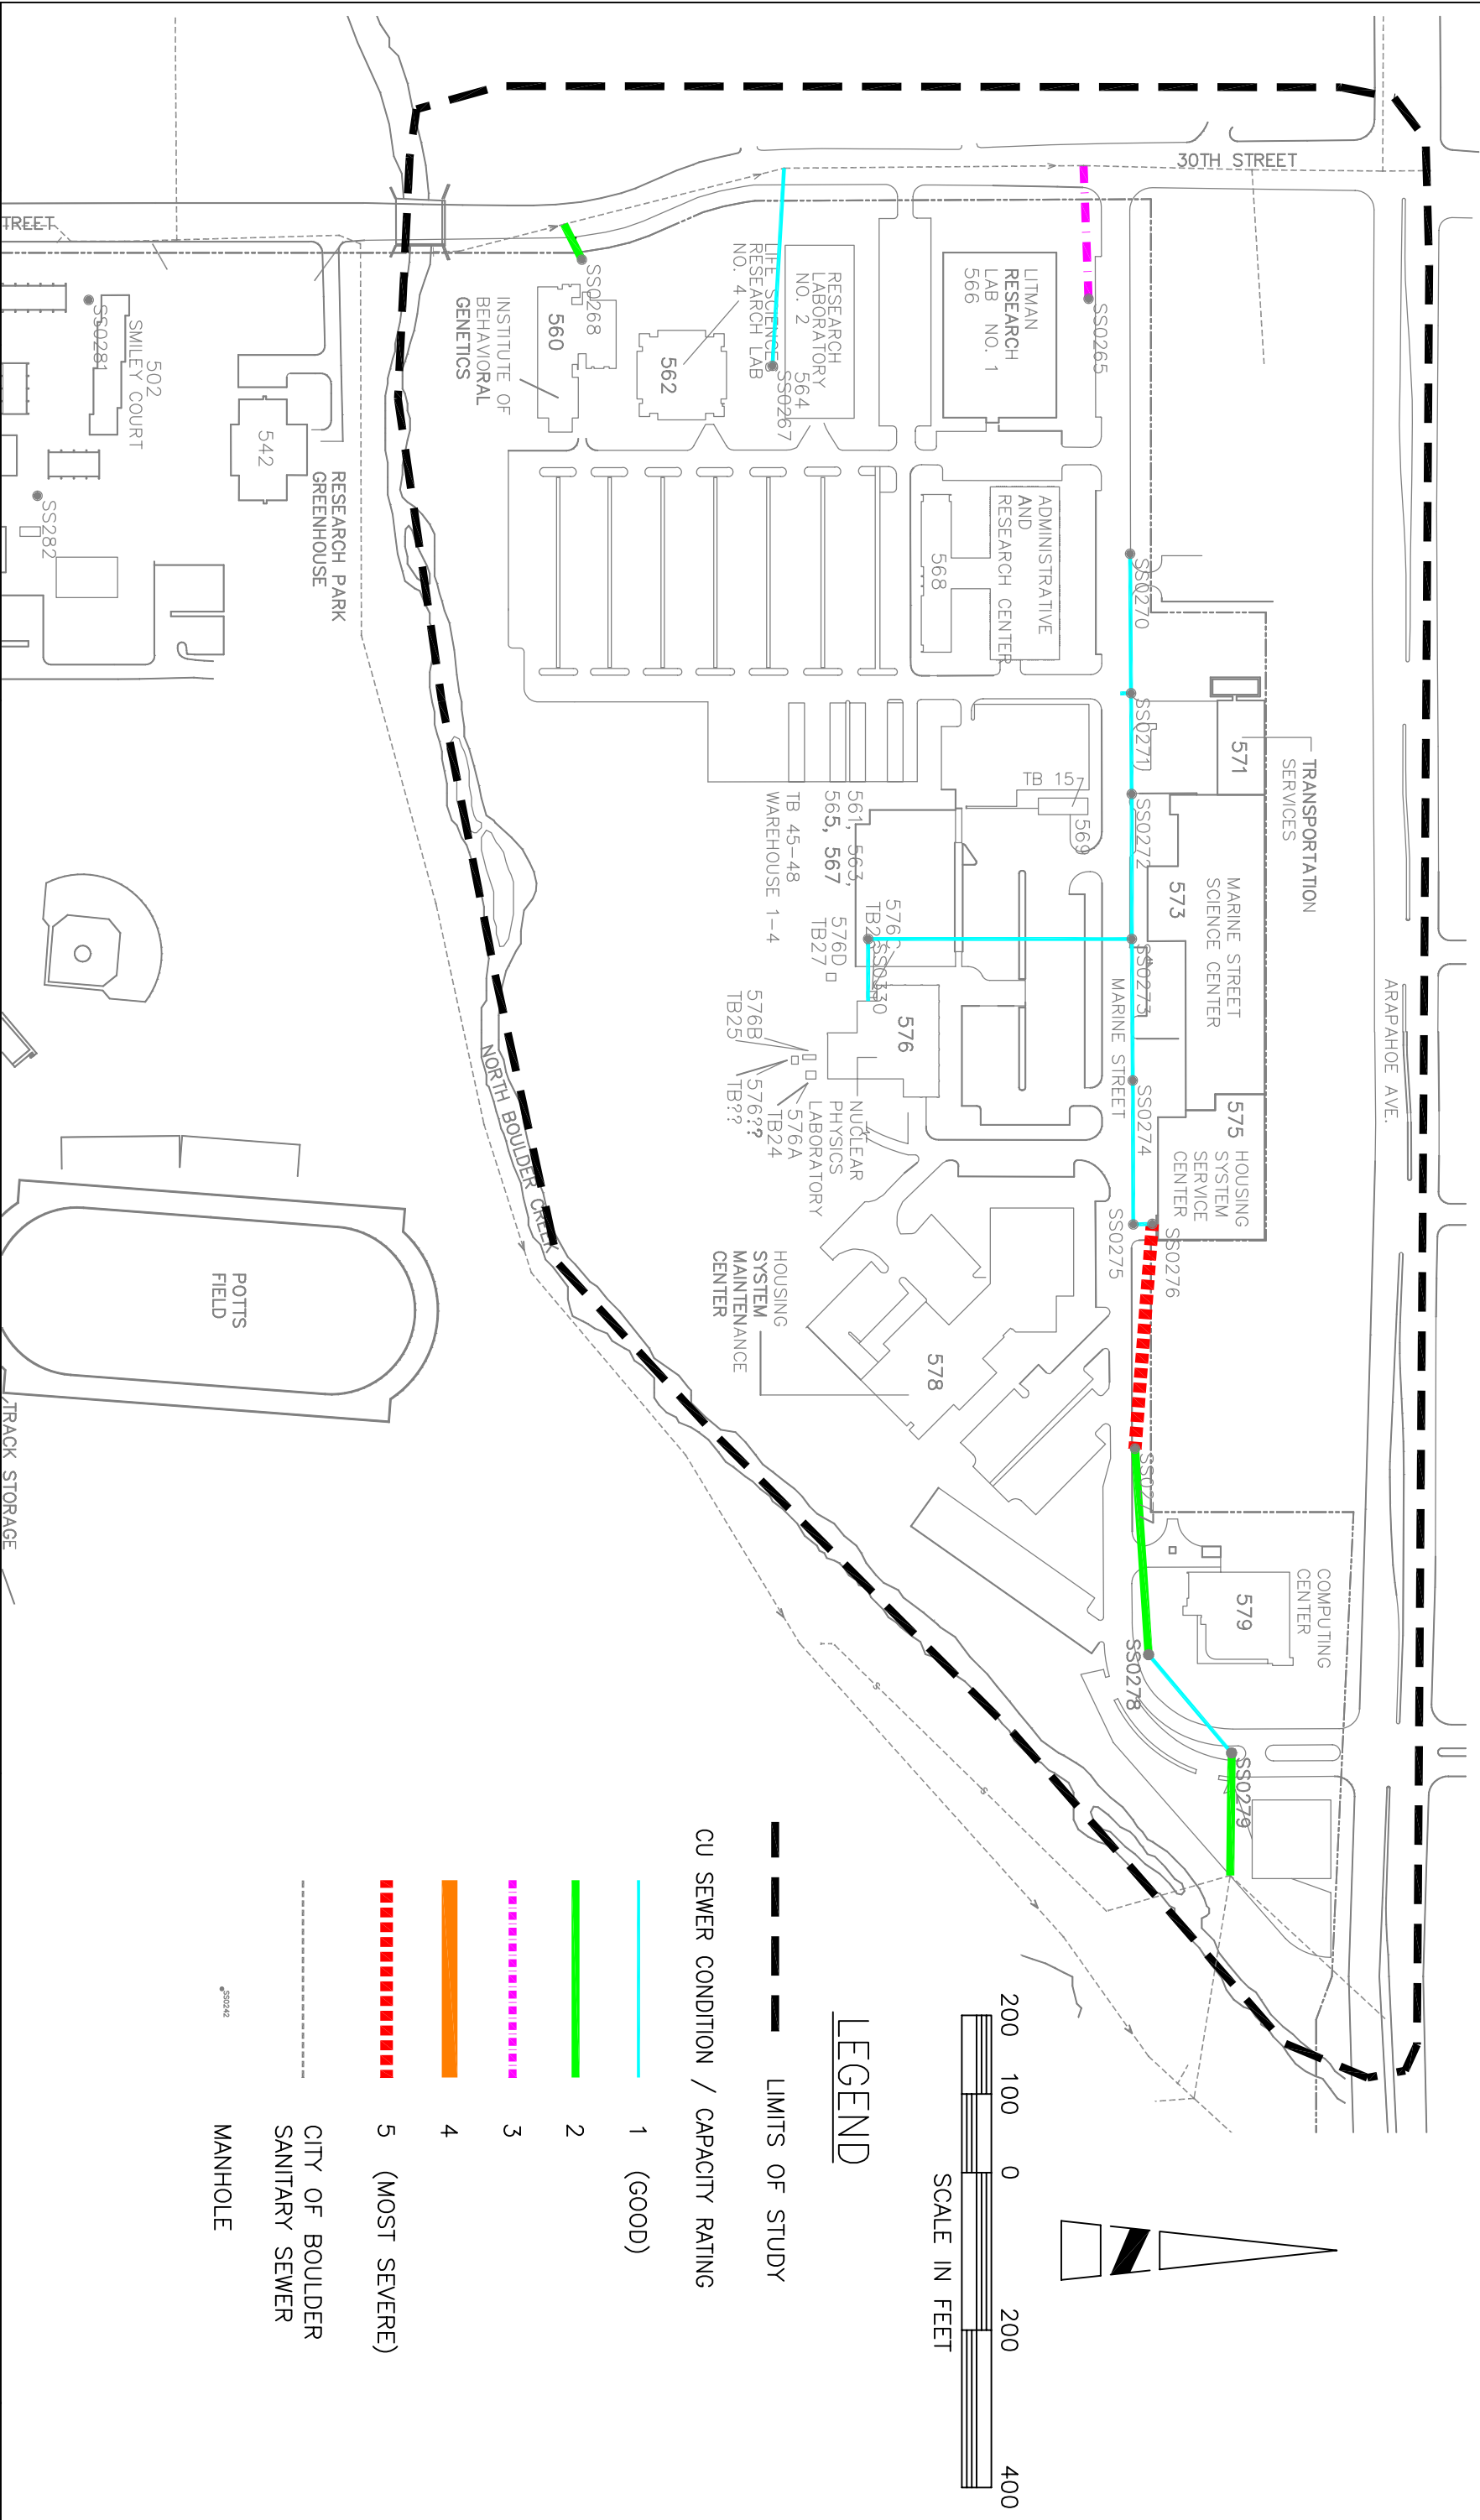 30TH STREET
ARAPAHOE AVE.
TREET
SS0265
LITMAN
RESEARCH
LAB NO. 1
566
RESEARCH
LABORATORY
NO. 2
564
LIFE SCIENCES
RESEARCH LAB
NO. 4
SS0267
562
SS0268
560
INSTITUTE OF
BEHAVIORAL
GENETICS
SS0281
502
SMILEY COURT
542
RESEARCH PARK
GREENHOUSE
SS282
ADMINISTRATIVE
AND
RESEARCH CENTER
568
SS0270
SS0271
SS0272
571
TRANSPORTATION
SERVICES
TB 15
569
561, 563,
565, 567
TB 45-48
WAREHOUSE 1-4
MARINE STREET
SCIENCE CENTER
573
SS0273
576D
TB27
SS0330
576
576B
TB25
576??
TB??
576A
TB24
NUCLEAR
PHYSICS
LABORATORY
MARINE STREET
SS0274
575
HOUSING
SYSTEM
SERVICE
CENTER
SS0275
SS0276
NORTH BOULDER CREEK
HOUSING
SYSTEM
MAINTENANCE
CENTER
578
POTTS
FIELD
TRACK STORAGE
COMPUTING
CENTER
579
SS0278
SS0279
S
S
200 100 0 200 400
SCALE IN FEET
LEGEND
LIMITS OF STUDY
CU SEWER CONDITION / CAPACITY RATING
1 (GOOD)
2
3
4
5 (MOST SEVERE)
CITY OF BOULDER
SANITARY SEWER
SS0242
MANHOLE